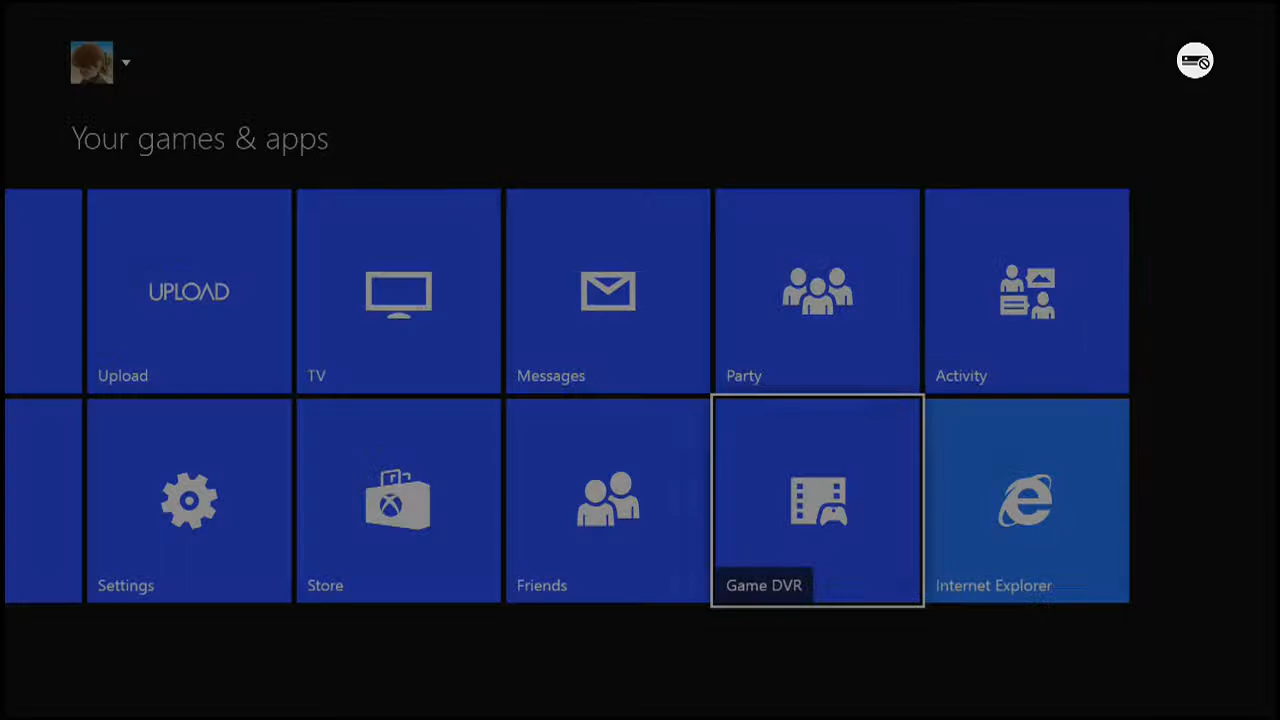 Your games & apps
UPLOAD
Upload
TV
Messages
Party
Activity
Settings
Store
Friends
Game DVR
Internet Explorer